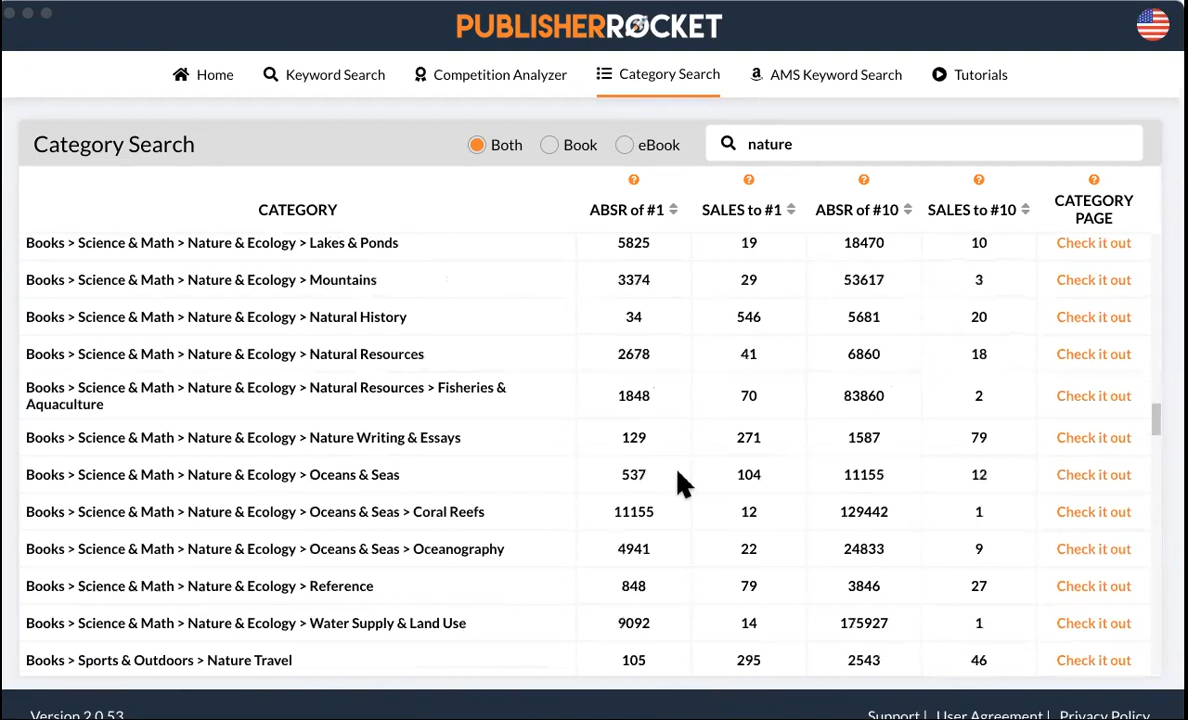 PUBLISHER ROCKET
Home Keyword Search Competition Analyzer Category Search AMS Keyword Search Tutorials
Category Search Both Book eBook nature
? ? ? ? ?
CATEGORY ABSR of #1 SALES to #1 ABSR of #10 SALES to #10 CATEGORY PAGE
Books > Science & Math > Nature & Ecology > Lakes & Ponds 5825 19 18470 10 Check it out
Books > Science & Math > Nature & Ecology > Mountains 3374 29 53617 3 Check it out
Books > Science & Math > Nature & Ecology > Natural History 34 546 5681 20 Check it out
Books > Science & Math > Nature & Ecology > Natural Resources 2678 41 6860 18 Check it out
Books > Science & Math > Nature & Ecology > Natural Resources > Fisheries &
Aquaculture 1848 70 83860 2 Check it out
Books > Science & Math > Nature & Ecology > Nature Writing & Essays 129 271 1587 79 Check it out
Books > Science & Math > Nature & Ecology > Oceans & Seas 537 104 11155 12 Check it out
Books > Science & Math > Nature & Ecology > Oceans & Seas > Coral Reefs 11155 12 129442 1 Check it out
Books > Science & Math > Nature & Ecology > Oceans & Seas > Oceanography 4941 22 24833 9 Check it out
Books > Science & Math > Nature & Ecology > Reference 848 79 3846 27 Check it out
Books > Science & Math > Nature & Ecology > Water Supply & Land Use 9092 14 175927 1 Check it out
Books > Sports & Outdoors > Nature Travel 105 295 2543 46 Check it out
Version 2.0.53 Support | User Agreement | Privacy Policy